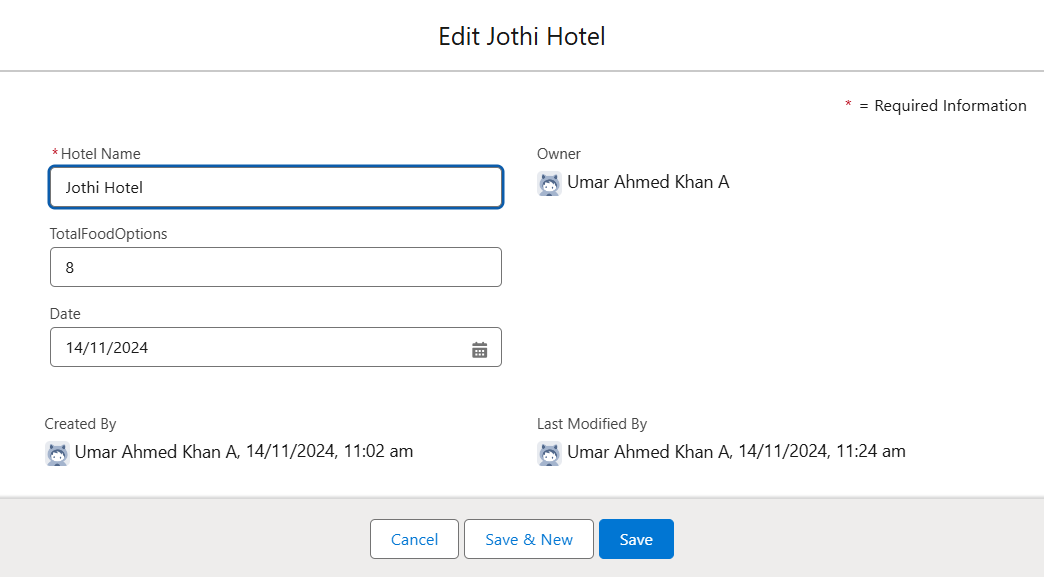 Edit Jothi Hotel
* = Required Information
*Hotel Name
Jothi Hotel
Owner
Umar Ahmed Khan A
TotalFoodOptions
8
Date
14/11/2024
Created By
Umar Ahmed Khan A, 14/11/2024, 11:02 am
Last Modified By
Umar Ahmed Khan A, 14/11/2024, 11:24 am
Cancel
Save & New
Save